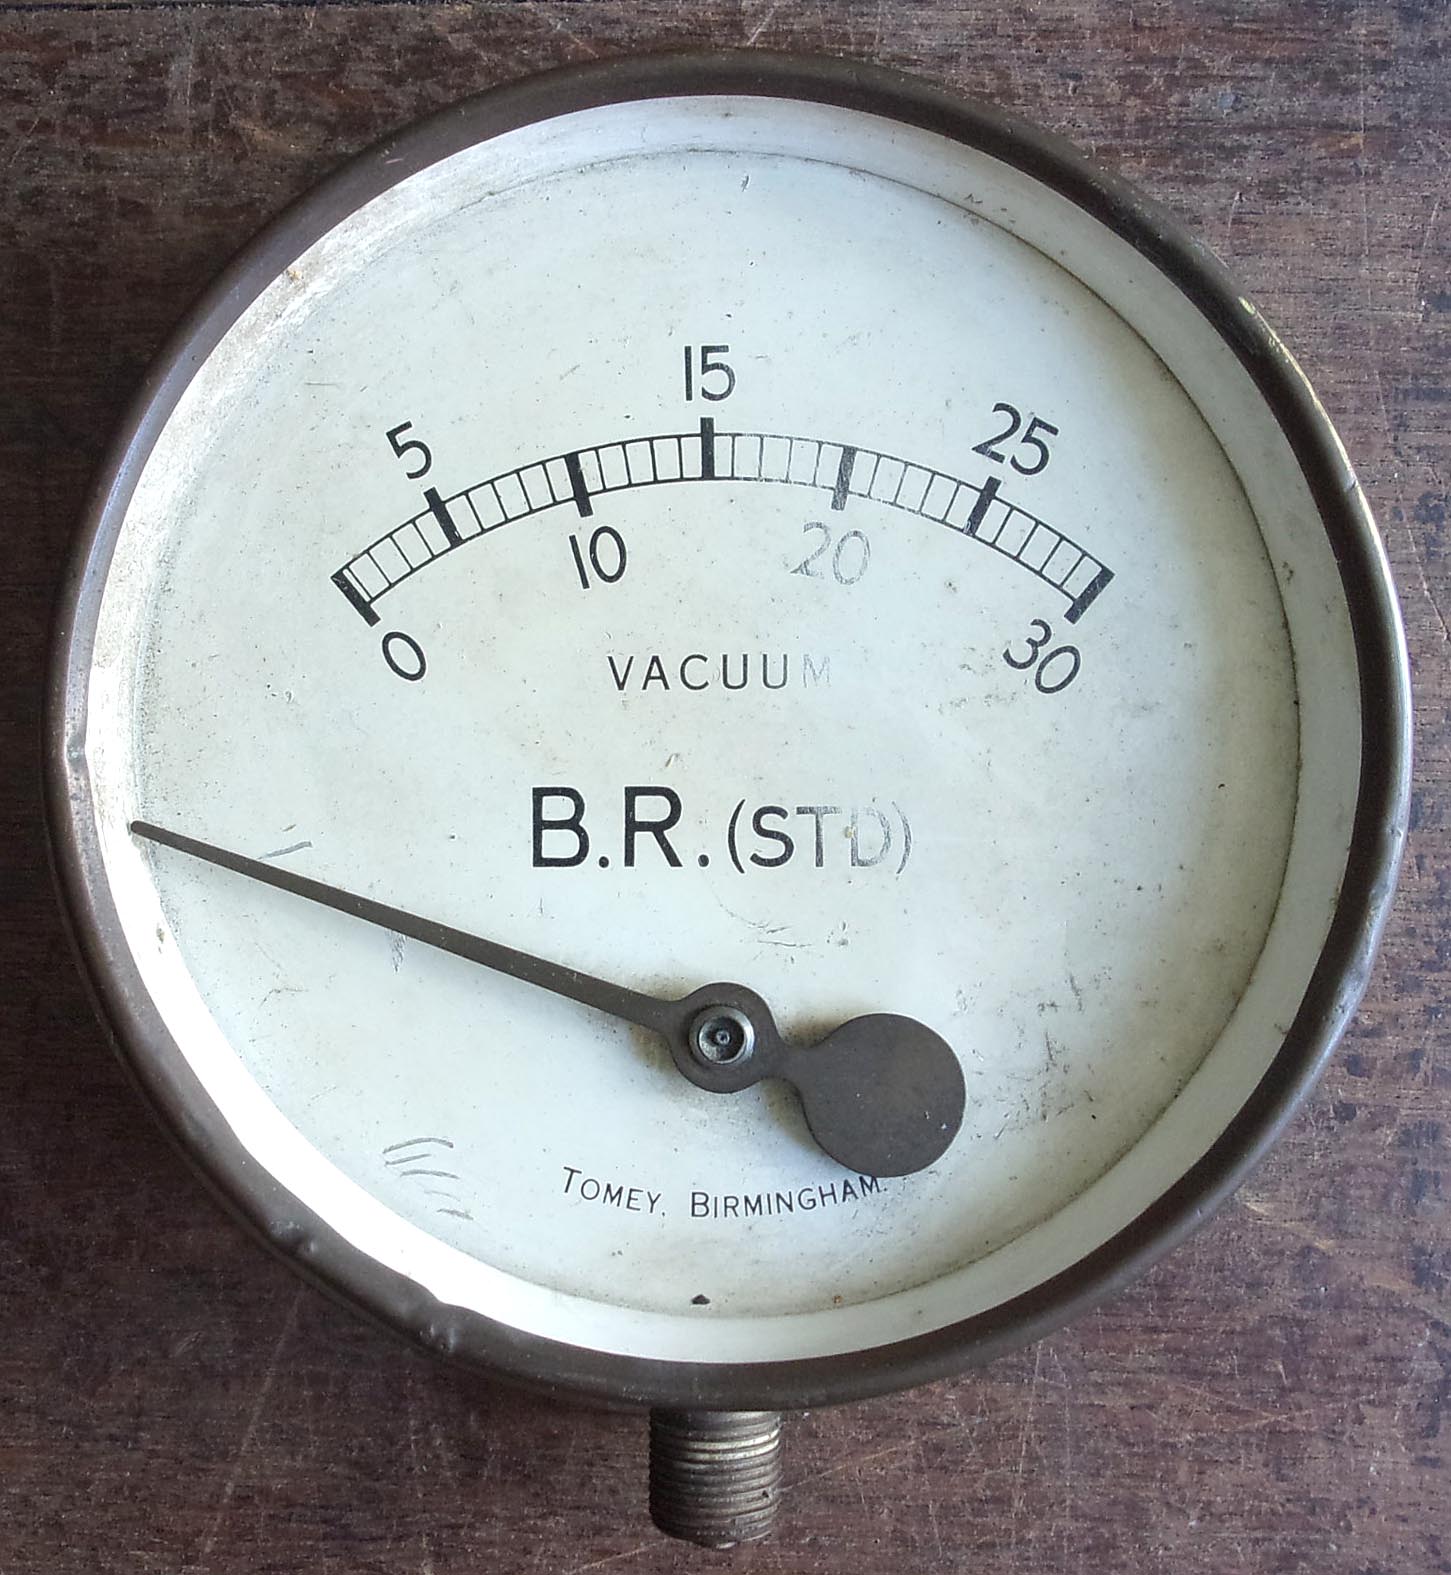 15
5
25
10
20
0
30
VACUUM
B.R. (STD)
TOMEY. BIRMINGHAM.